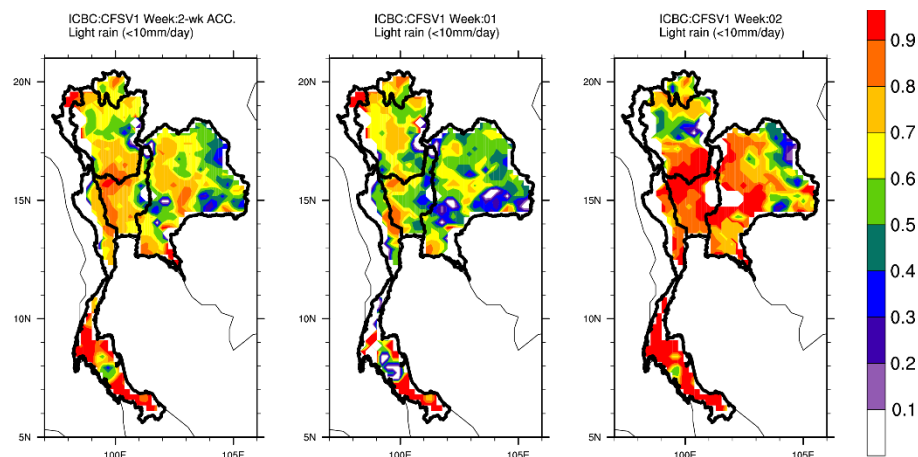 ICBC:CFSV1 Week:2-wk ACC.
Light rain (<10mm/day)
20N
15N
10N
5N
100E
105E
ICBC:CFSV1 Week:01
Light rain (<10mm/day)
20N
15N
10N
5N
100E
105E
ICBC:CFSV1 Week:02
Light rain (<10mm/day)
20N
15N
10N
5N
100E
105E
0.9
0.8
0.7
0.6
0.5
0.4
0.3
0.2
0.1